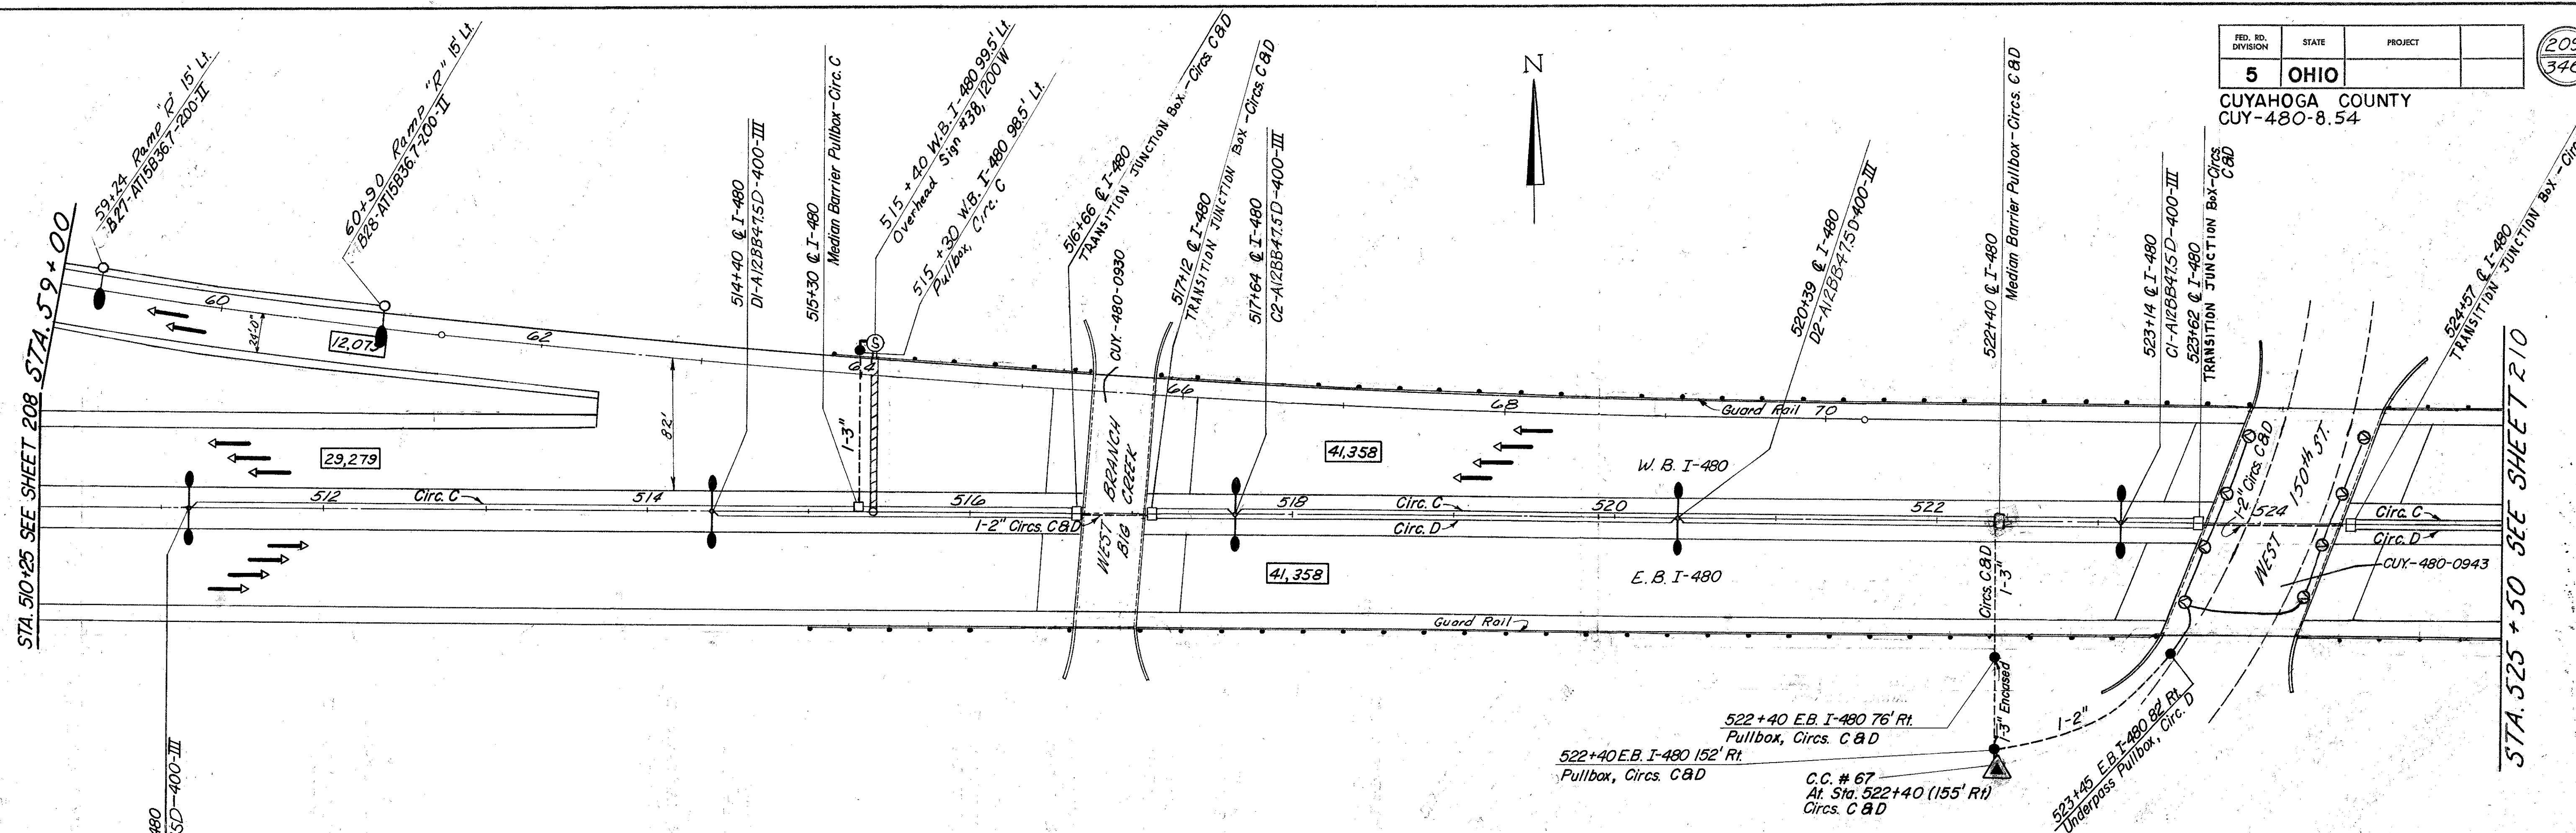 FED. RD. DIVISION
STATE
PROJECT
5
OHIO
CUYAHOGA COUNTY
CUY-480-8.54
59+24 Ramp "R" 15' Lt.
B27-AT15B36.7-200-II
60+90 Ramp "R" 15' Lt.
B28-AT15B36.7-200-II
514+40 ℄ I-480
D1-A12BB47.5D-400-III
515+30 ℄ I-480
Median Barrier Pullbox-Circ. C
515+40 W.B. I-480 99.5' Lt.
Overhead Sign #38, 1200W
515+30 W.B. I-480 98.5' Lt.
Pullbox, Circ. C
516+66 ℄ I-480
TRANSITION JUNCTION BOX.-Circs. C&D
CUY-480-0930
517+12 ℄ I-480
TRANSITION JUNCTION BOX-Circs. C&D
517+64 ℄ I-480
C2-A12BB47.5D-400-III
N
520+39 ℄ I-480
D2-A12BB47.5D-400-III
522+40 ℄ I-480
Median Barrier Pullbox-Circs. C&D
523+14 ℄ I-480
C1-A12BB47.5D-400-III
523+62 ℄ I-480
TRANSITION JUNCTION BOX-Circs. C&D
524+57 ℄ I-480
TRANSITION JUNCTION BOX-Circ
STA. 59+00
STA. 510+25 SEE SHEET 208
60
24'-0"
62
64
66
68
Guard Rail
70
S
82'
1-3"
29,279
41,358
W. B. I-480
512
Circ. C
514
516
518
Circ. C
520
522
524
Circ. C
1-2" Circs. C&D
WEST BRANCH
BIG CREEK
Circ. D
1-2" Circs. C&D
WEST 150th ST.
Circ. D
CUY-480-0943
41,358
E. B. I-480
Circs. C&D
1-3"
Guard Rail
1-3" Encased
1-2"
522+40 E.B. I-480 76' Rt.
Pullbox, Circs. C&D
522+40 E.B. I-480 152' Rt.
Pullbox, Circs. C&D
C.C. # 67
At. Sta. 522+40 (155' Rt)
Circs. C&D
523+45 E.B. I-480 82' Rt.
Underpass Pullbox, Circ. D
STA. 525+50 SEE SHEET 210
480
5D-400-III